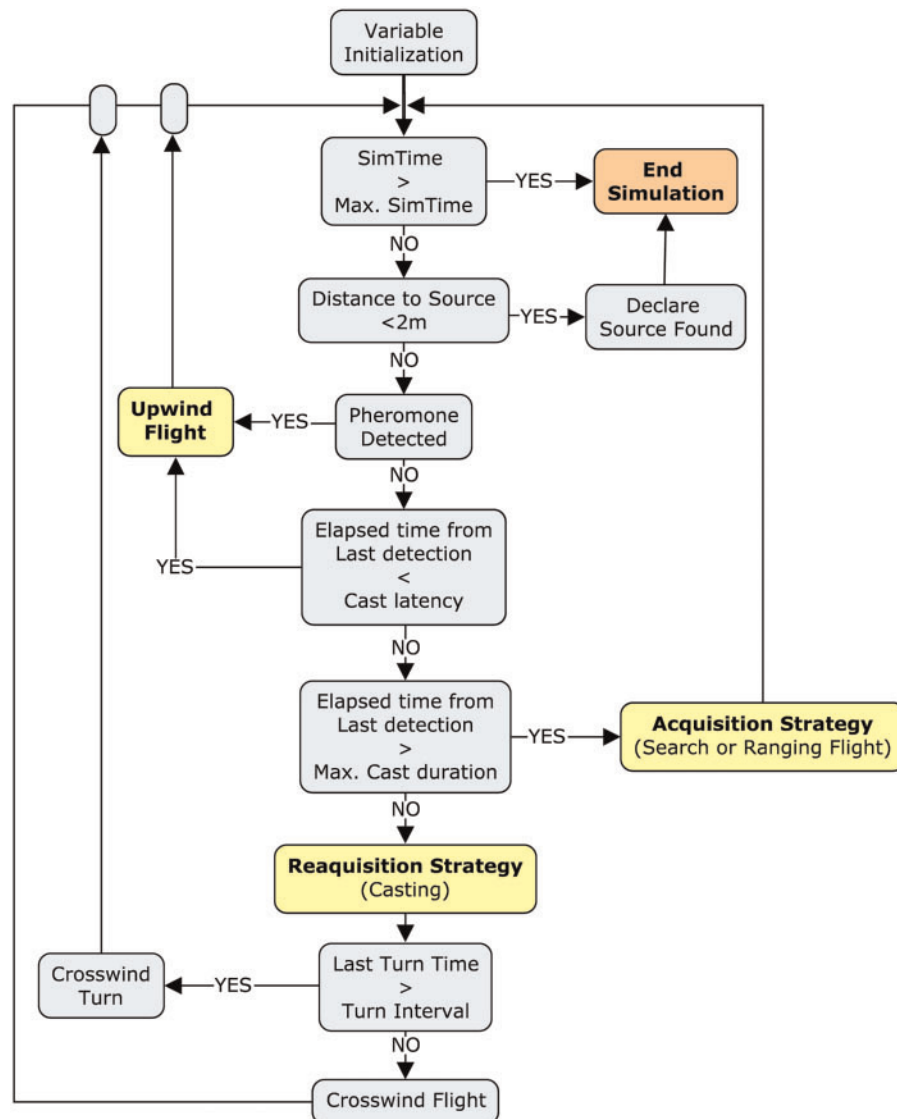 Variable
Initialization
SimTime
>
Max. SimTime
YES
End
Simulation
NO
Distance to Source
<2m
YES
Declare
Source Found
NO
Upwind
Flight
YES
Pheromone
Detected
NO
Elapsed time from
Last detection
<
Cast latency
YES
NO
Elapsed time from
Last detection
>
Max. Cast duration
YES
Acquisition Strategy
(Search or Ranging Flight)
NO
Reaquisition Strategy
(Casting)
Crosswind
Turn
YES
Last Turn Time
>
Turn Interval
NO
Crosswind Flight